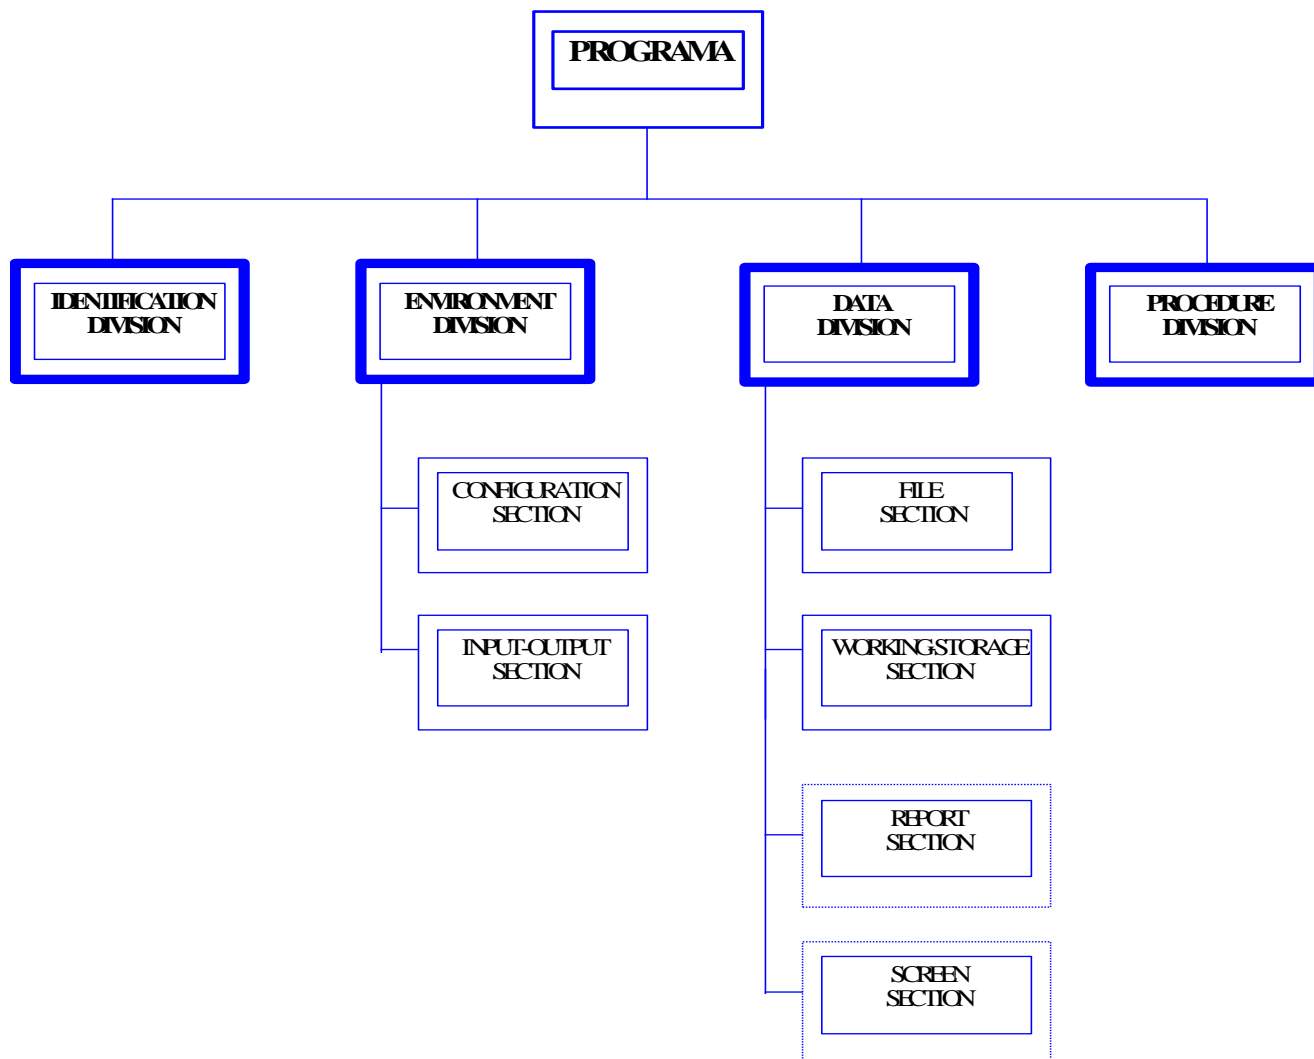 PROGRAMA
IDENTIFICATION
DIVISION
ENVIRONMENT
DIVISION
DATA
DIVISION
PROCEDURE
DIVISION
CONFIGURATION
SECTION
FILE
SECTION
INPUT-OUTPUT
SECTION
WORKING-STORAGE
SECTION
REPORT
SECTION
SCREEN
SECTION